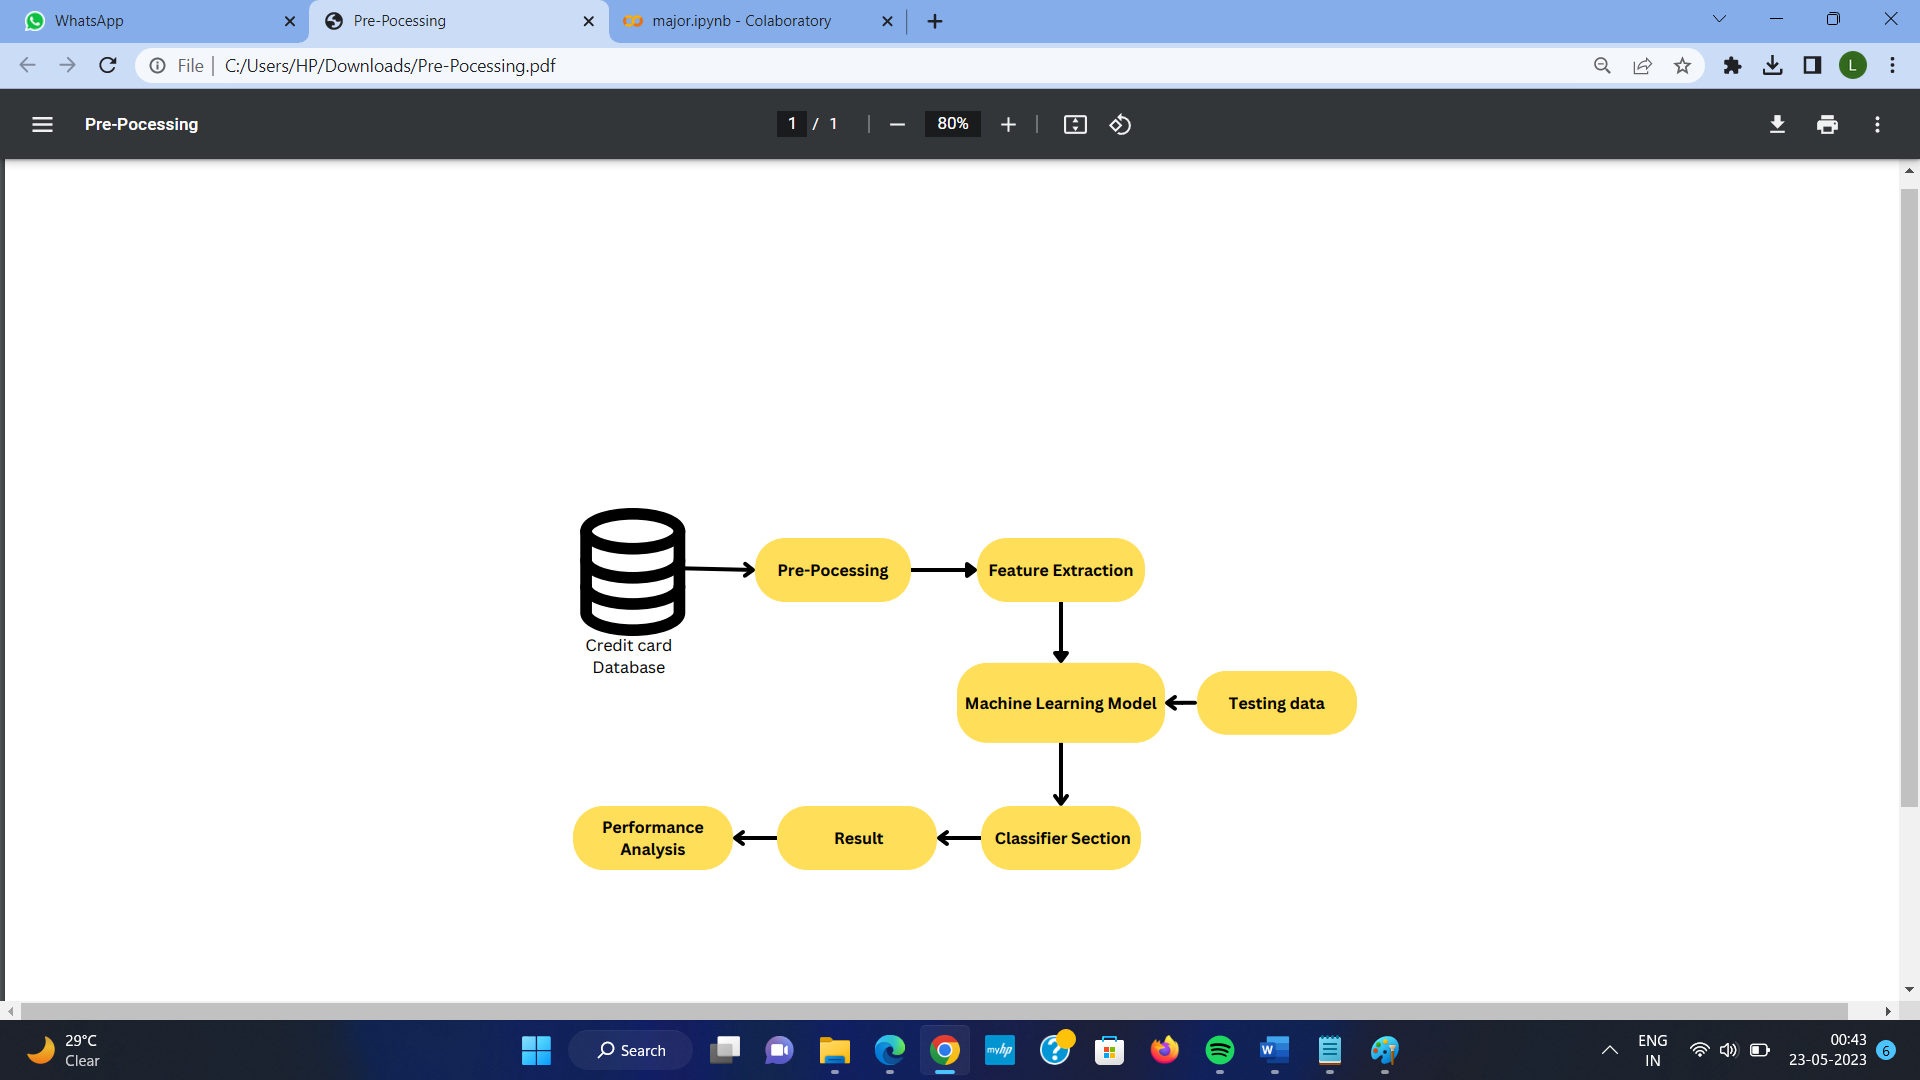 WhatsApp
Pre-Pocessing
major.ipynb - Colaboratory
File
C:/Users/HP/Downloads/Pre-Pocessing.pdf
L
Pre-Pocessing
1 / 1
80%
Credit card
Database
Pre-Pocessing
Feature Extraction
Machine Learning Model
Testing data
Performance
Analysis
Result
Classifier Section
29°C
Clear
Search
myhp
ENG
IN
00:43
23-05-2023
6